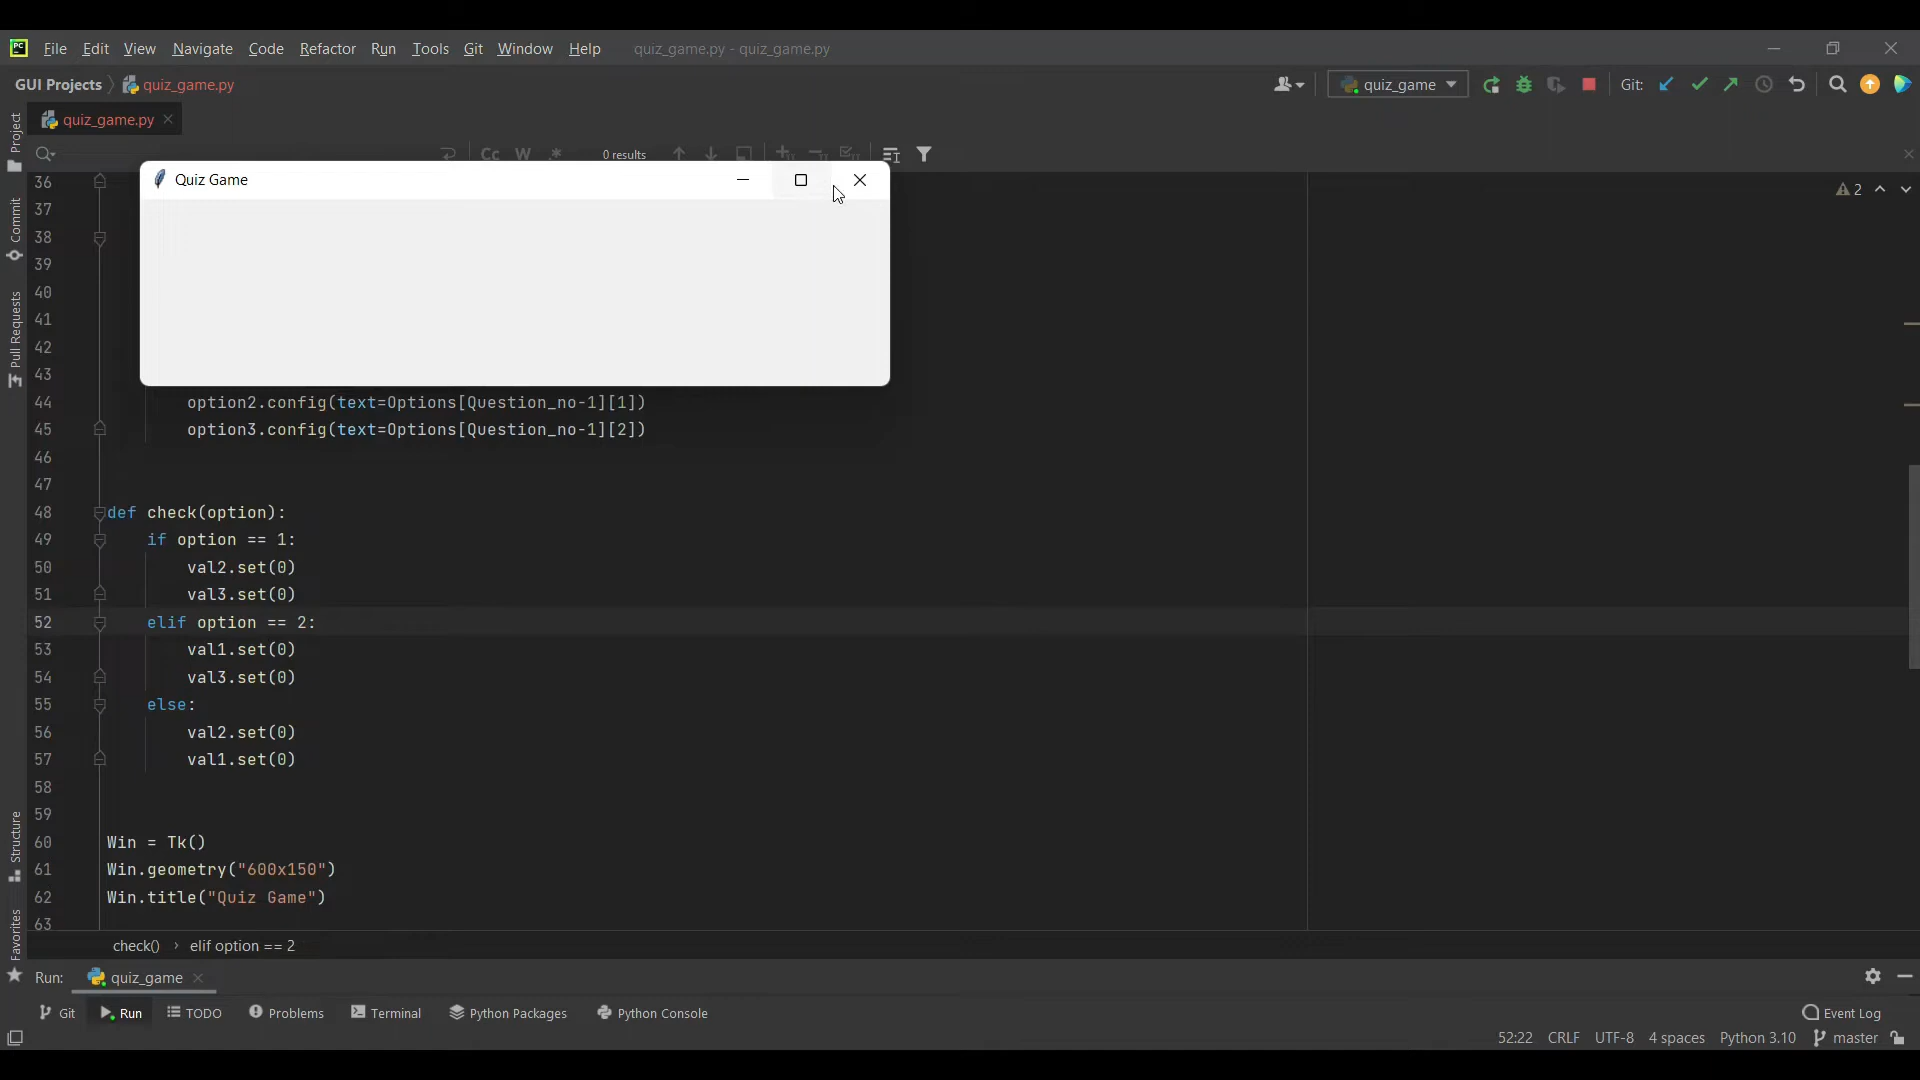 PC File Edit View Navigate Code Refactor Run Tools Git Window Help quiz_game.py - quiz_game.py
GUI Projects quiz_game.py quiz_game Git:
quiz_game.py
Cc W .* 0 results
Quiz Game
Project
Commit
Pull Requests
Structure
Favorites
2
36
37
38
39
40
41
42
43
44 option2.config(text=Options[Question_no-1][1])
45 option3.config(text=Options[Question_no-1][2])
46
47
48 def check(option):
49 if option == 1:
50 val2.set(0)
51 val3.set(0)
52 elif option == 2:
53 val1.set(0)
54 val3.set(0)
55 else:
56 val2.set(0)
57 val1.set(0)
58
59
60 Win = Tk()
61 Win.geometry("600x150")
62 Win.title("Quiz Game")
63
check() › elif option == 2
Run: quiz_game
Git Run TODO Problems Terminal Python Packages Python Console Event Log
52:22 CRLF UTF-8 4 spaces Python 3.10 master